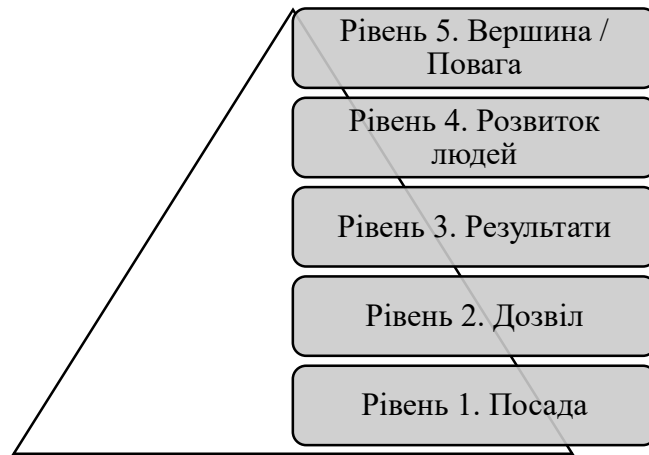 Рівень 5. Вершина /
Повага
Рівень 4. Розвиток
людей
Рівень 3. Результати
Рівень 2. Дозвіл
Рівень 1. Посада